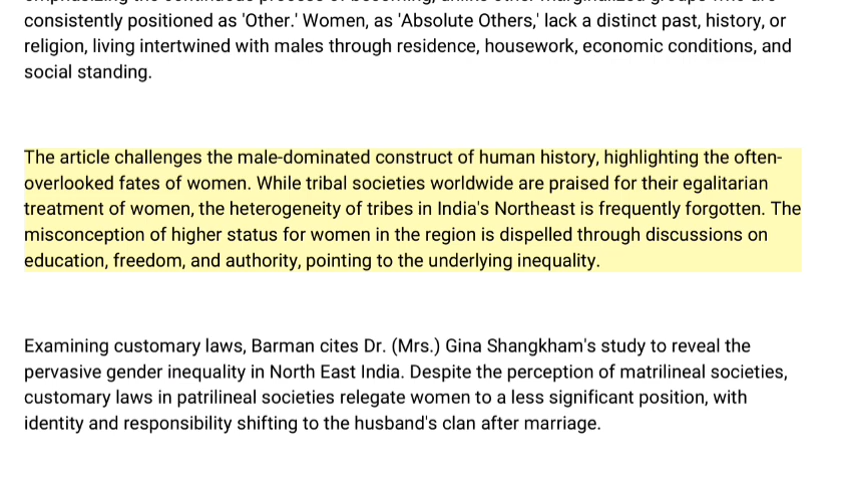 consistently positioned as 'Other.' Women, as 'Absolute Others,' lack a distinct past, history, or
religion, living intertwined with males through residence, housework, economic conditions, and
social standing.
The article challenges the male-dominated construct of human history, highlighting the often-
overlooked fates of women. While tribal societies worldwide are praised for their egalitarian
treatment of women, the heterogeneity of tribes in India's Northeast is frequently forgotten. The
misconception of higher status for women in the region is dispelled through discussions on
education, freedom, and authority, pointing to the underlying inequality.
Examining customary laws, Barman cites Dr. (Mrs.) Gina Shangkham's study to reveal the
pervasive gender inequality in North East India. Despite the perception of matrilineal societies,
customary laws in patrilineal societies relegate women to a less significant position, with
identity and responsibility shifting to the husband's clan after marriage.